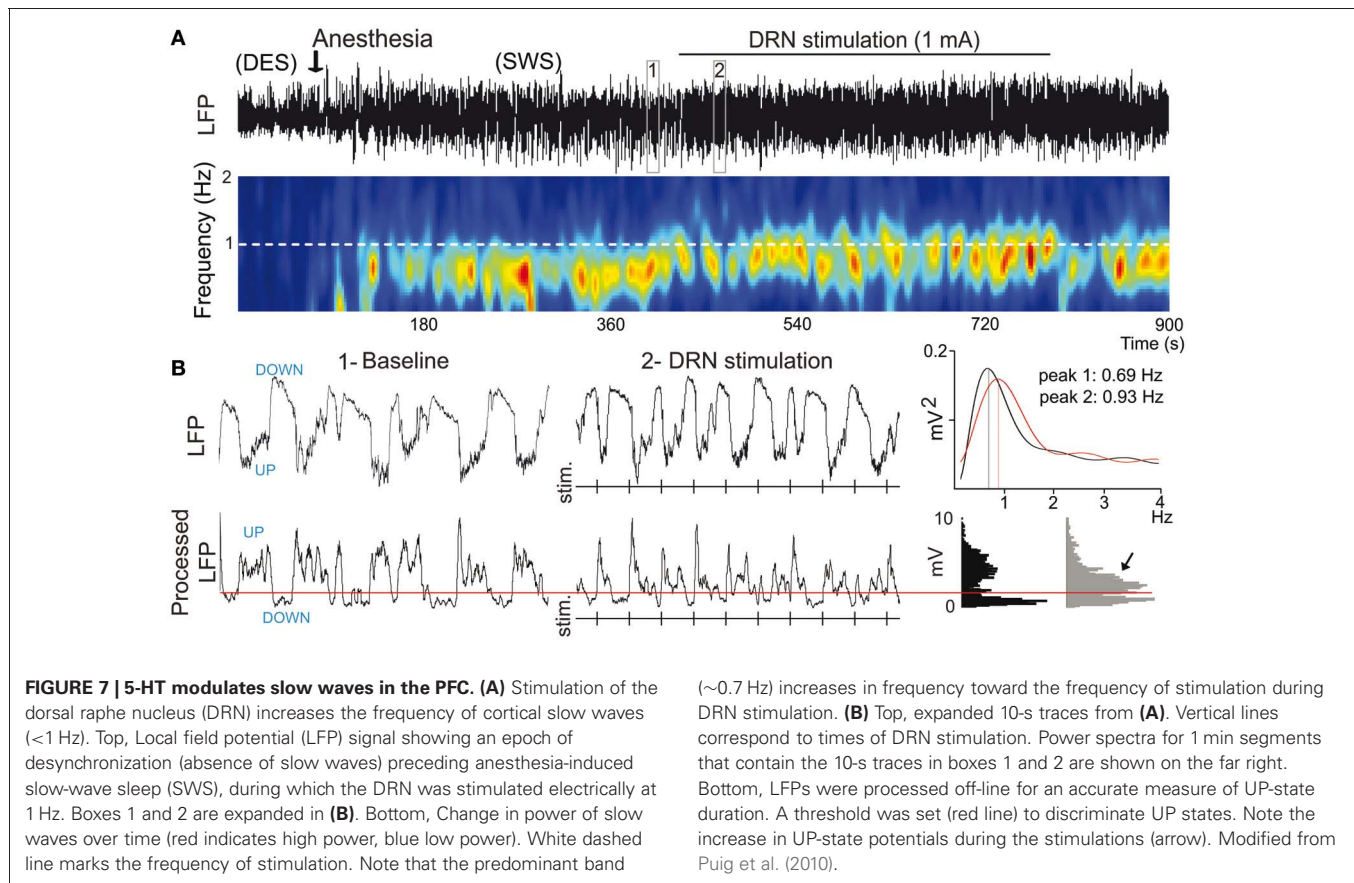 A
Anesthesia
(DES)
(SWS)
DRN stimulation (1 mA)
1
2
LFP
Frequency (Hz)
2
1
180
360
540
720
900
Time (s)
B
1- Baseline
2- DRN stimulation
DOWN
UP
LFP
stim.
0.2
mV2
peak 1: 0.69 Hz
peak 2: 0.93 Hz
1
2
3
4
Hz
Processed
LFP
UP
DOWN
stim.
10
mV
0
FIGURE 7 | 5-HT modulates slow waves in the PFC. (A) Stimulation of the
dorsal raphe nucleus (DRN) increases the frequency of cortical slow waves
(<1 Hz). Top, Local field potential (LFP) signal showing an epoch of
desynchronization (absence of slow waves) preceding anesthesia-induced
slow-wave sleep (SWS), during which the DRN was stimulated electrically at
1 Hz. Boxes 1 and 2 are expanded in (B). Bottom, Change in power of slow
waves over time (red indicates high power, blue low power). White dashed
line marks the frequency of stimulation. Note that the predominant band
(∼0.7 Hz) increases in frequency toward the frequency of stimulation during
DRN stimulation. (B) Top, expanded 10-s traces from (A). Vertical lines
correspond to times of DRN stimulation. Power spectra for 1 min segments
that contain the 10-s traces in boxes 1 and 2 are shown on the far right.
Bottom, LFPs were processed off-line for an accurate measure of UP-state
duration. A threshold was set (red line) to discriminate UP states. Note the
increase in UP-state potentials during the stimulations (arrow). Modified from
Puig et al. (2010).